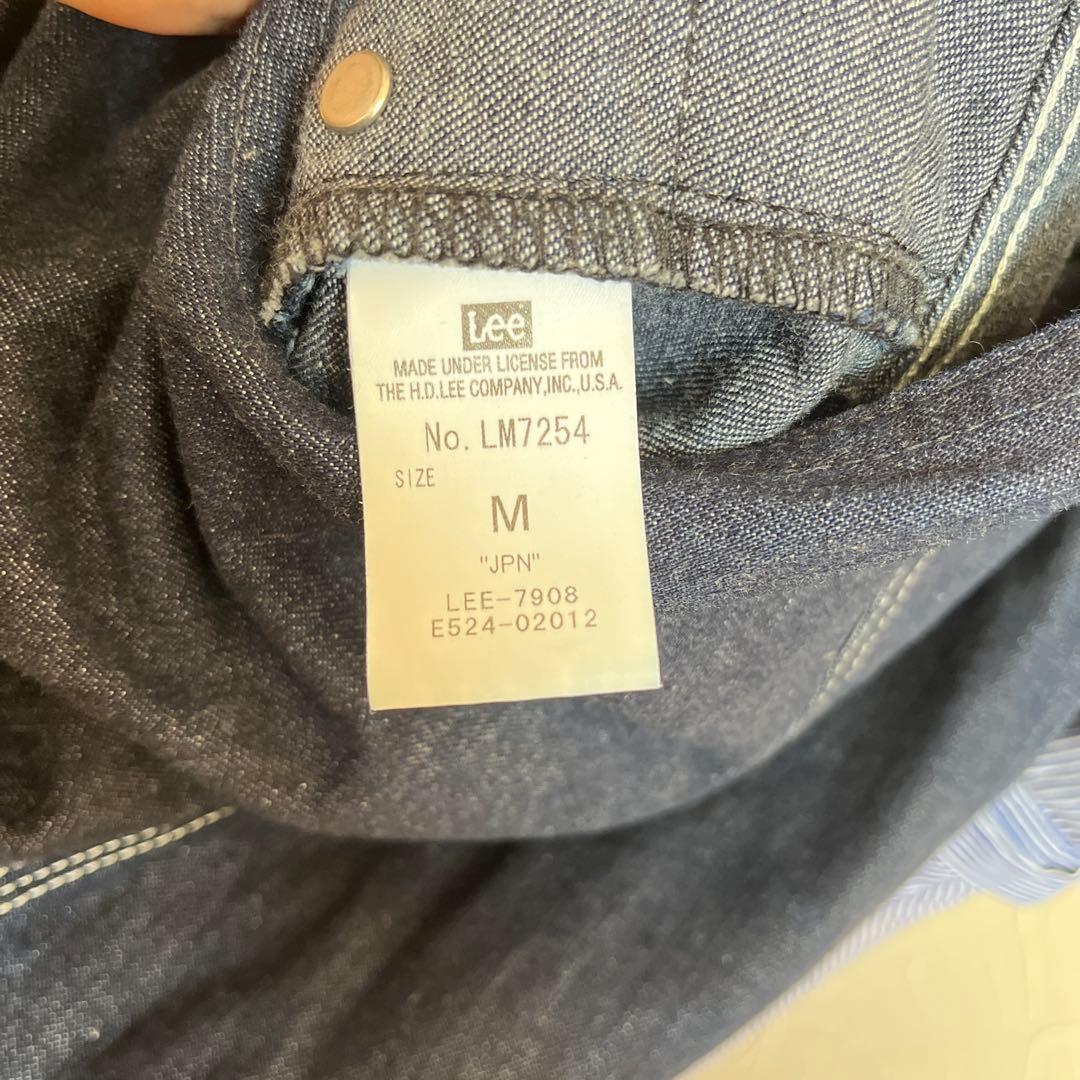 Lee
MADE UNDER LICENSE FROM
THE H.D.LEE COMPANY,INC.,U.S.A.
No. LM7254
SIZE
M
"JPN"
LEE-7908
E524-02012